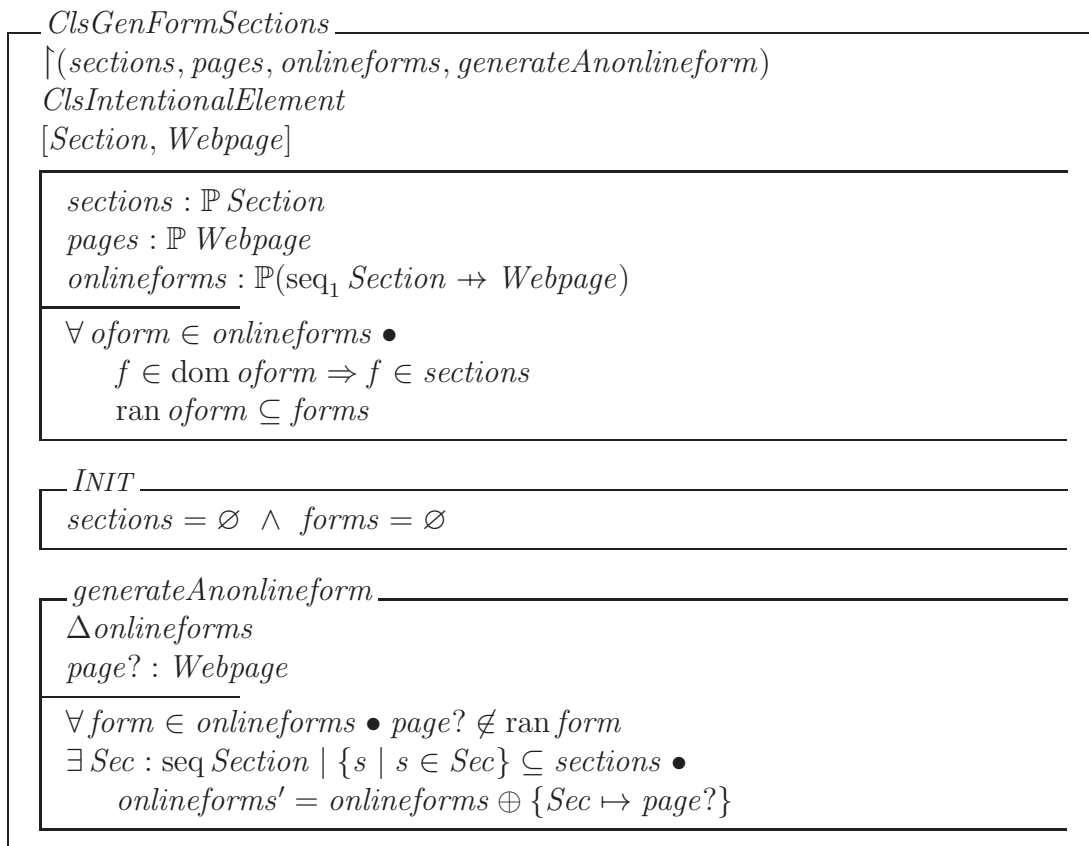 ClsGenFormSections
↾(sections, pages, onlineforms, generateAnonlineform)
ClsIntentionalElement
[Section, Webpage]
sections : ℙ Section
pages : ℙ Webpage
onlineforms : ℙ(seq₁ Section ⇸ Webpage)
∀ oform ∈ onlineforms •
f ∈ dom oform ⇒ f ∈ sections
ran oform ⊆ forms
INIT
sections = ∅ ∧ forms = ∅
generateAnonlineform
Δonlineforms
page? : Webpage
∀ form ∈ onlineforms • page? ∉ ran form
∃ Sec : seq Section | {s | s ∈ Sec} ⊆ sections •
onlineforms′ = onlineforms ⊕ {Sec ↦ page?}